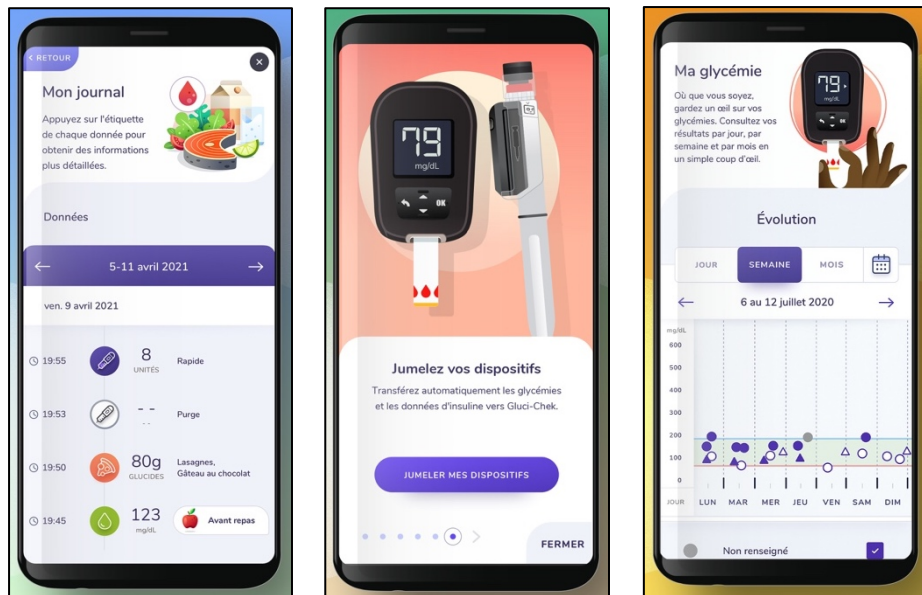 < RETOUR
Mon journal
Appuyez sur l'étiquette
de chaque donnée pour
obtenir des informations
plus détaillées.
Données
5-11 avril 2021
ven. 9 avril 2021
19:55
8
UNITÉS
Rapide
19:53
- -
- -
Purge
19:50
80g
GLUCIDES
Lasagnes,
Gâteau au chocolat
19:45
123
mg/dL
Avant repas
79
mg/dL
OK
Jumelez vos dispositifs
Transférez automatiquement les glycémies
et les données d'insuline vers Gluci-Chek.
JUMELER MES DISPOSITIFS
FERMER
Ma glycémie
Où que vous soyez,
gardez un œil sur vos
glycémies. Consultez vos
résultats par jour, par
semaine et par mois en
un simple coup d'œil.
79
mg/dL
OK
Évolution
JOUR SEMAINE MOIS
6 au 12 juillet 2020
mg/dL
600
500
400
300
200
100
0
JOUR LUN MAR MER JEU VEN SAM DIM
Non renseigné